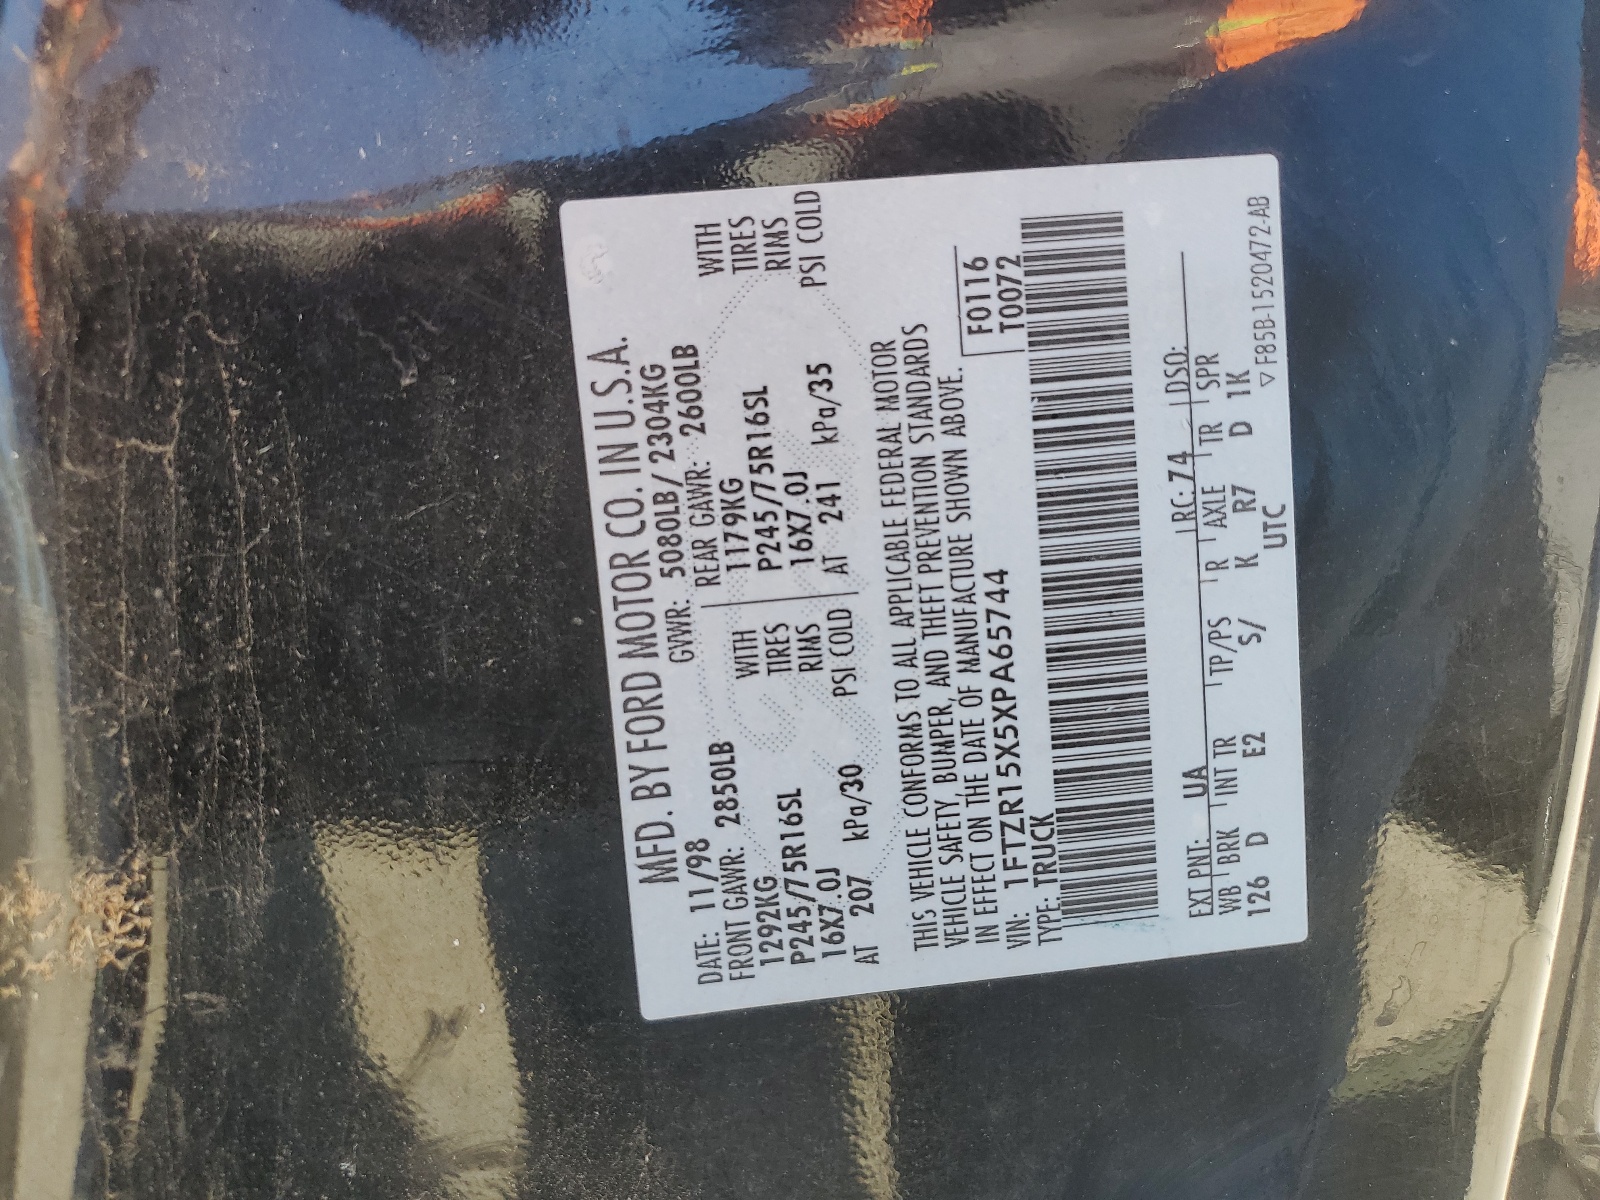 MFD. BY FORD MOTOR CO. IN U.S.A.
DATE: 11/98 GVWR: 5080LB/ 2304KG
FRONT GAWR: 2850LB REAR GAWR: 2600LB
1292KG WITH 1179KG WITH
P245/75R16SL TIRES P245/75R16SL TIRES
16X7.0J RIMS 16X7.0J RIMS
AT 207 kPa/30 PSI COLD AT 241 kPa/35 PSI COLD
THIS VEHICLE CONFORMS TO ALL APPLICABLE FEDERAL MOTOR
VEHICLE SAFETY, BUMPER, AND THEFT PREVENTION STANDARDS
IN EFFECT ON THE DATE OF MANUFACTURE SHOWN ABOVE.
F0116
VIN: 1FTZR15X5XPA65744 T0072
TYPE: TRUCK
EXT PNT: UA RC: 74 DSO:
WB BRK INT TR TP/PS R AXLE TR SPR
126 D E2 S/ K R7 D 1K
UTC ▽ F85B-1520472-AB